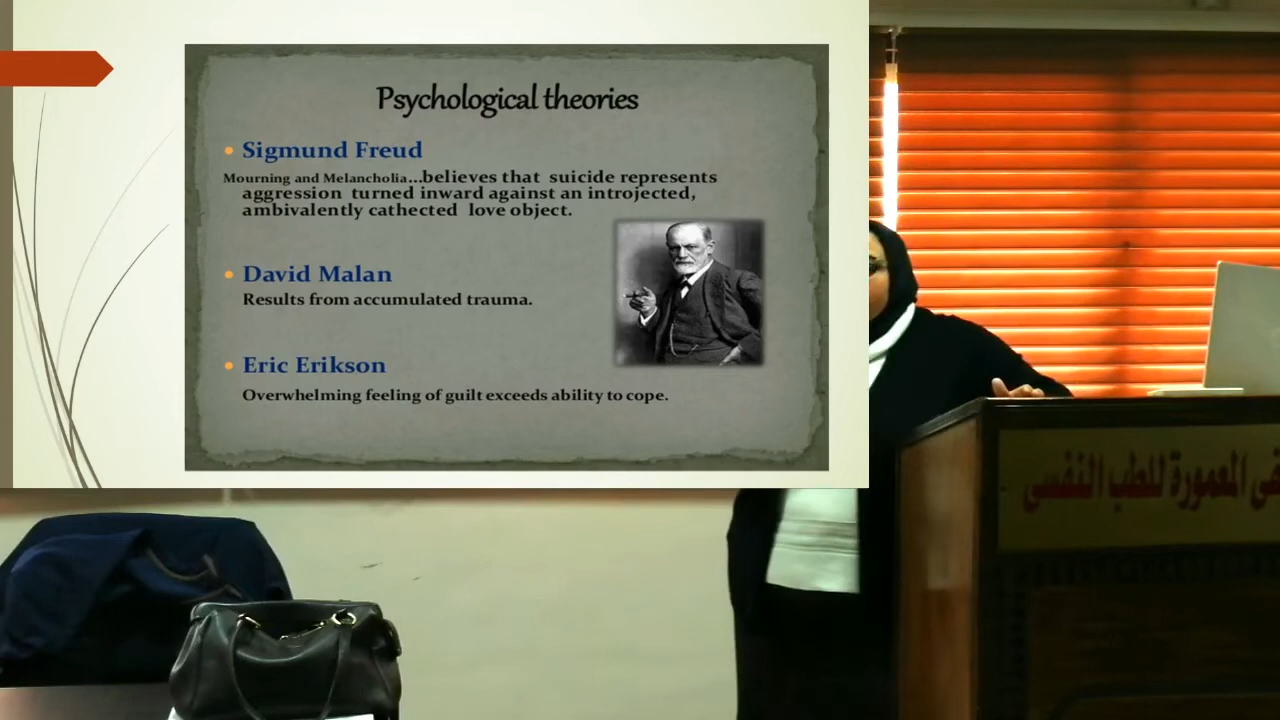 Psychological theories
Sigmund Freud
Mourning and Melancholia...believes that suicide represents
aggression turned inward against an introjected,
ambivalently cathected love object.
David Malan
Results from accumulated trauma.
Eric Erikson
Overwhelming feeling of guilt exceeds ability to cope.
المعمورة للطب النفسى